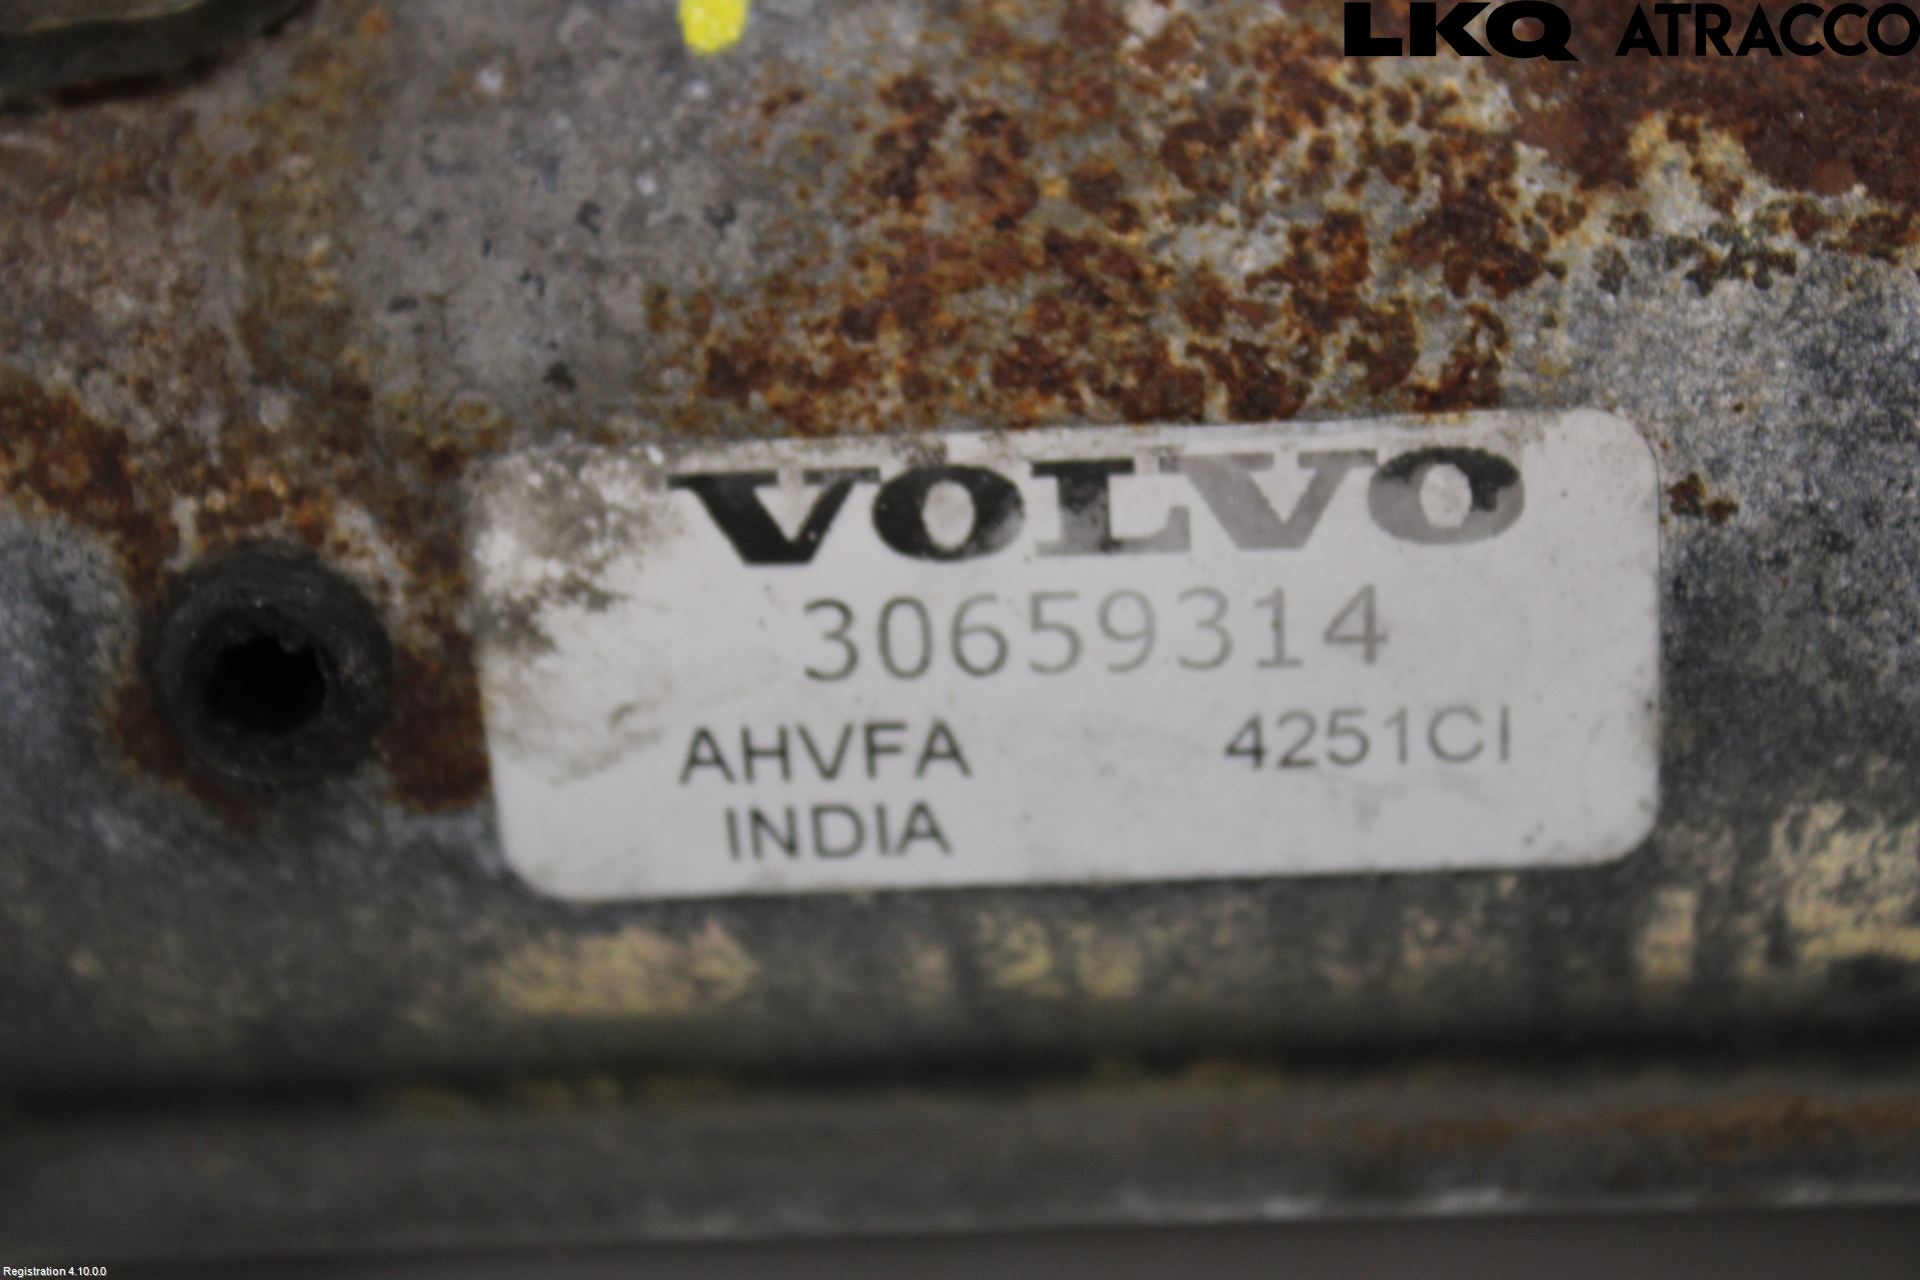 LKQ ATRACCO
VOLVO
30659314
AHVFA 4251CI
INDIA
Registration 4.10.0.0